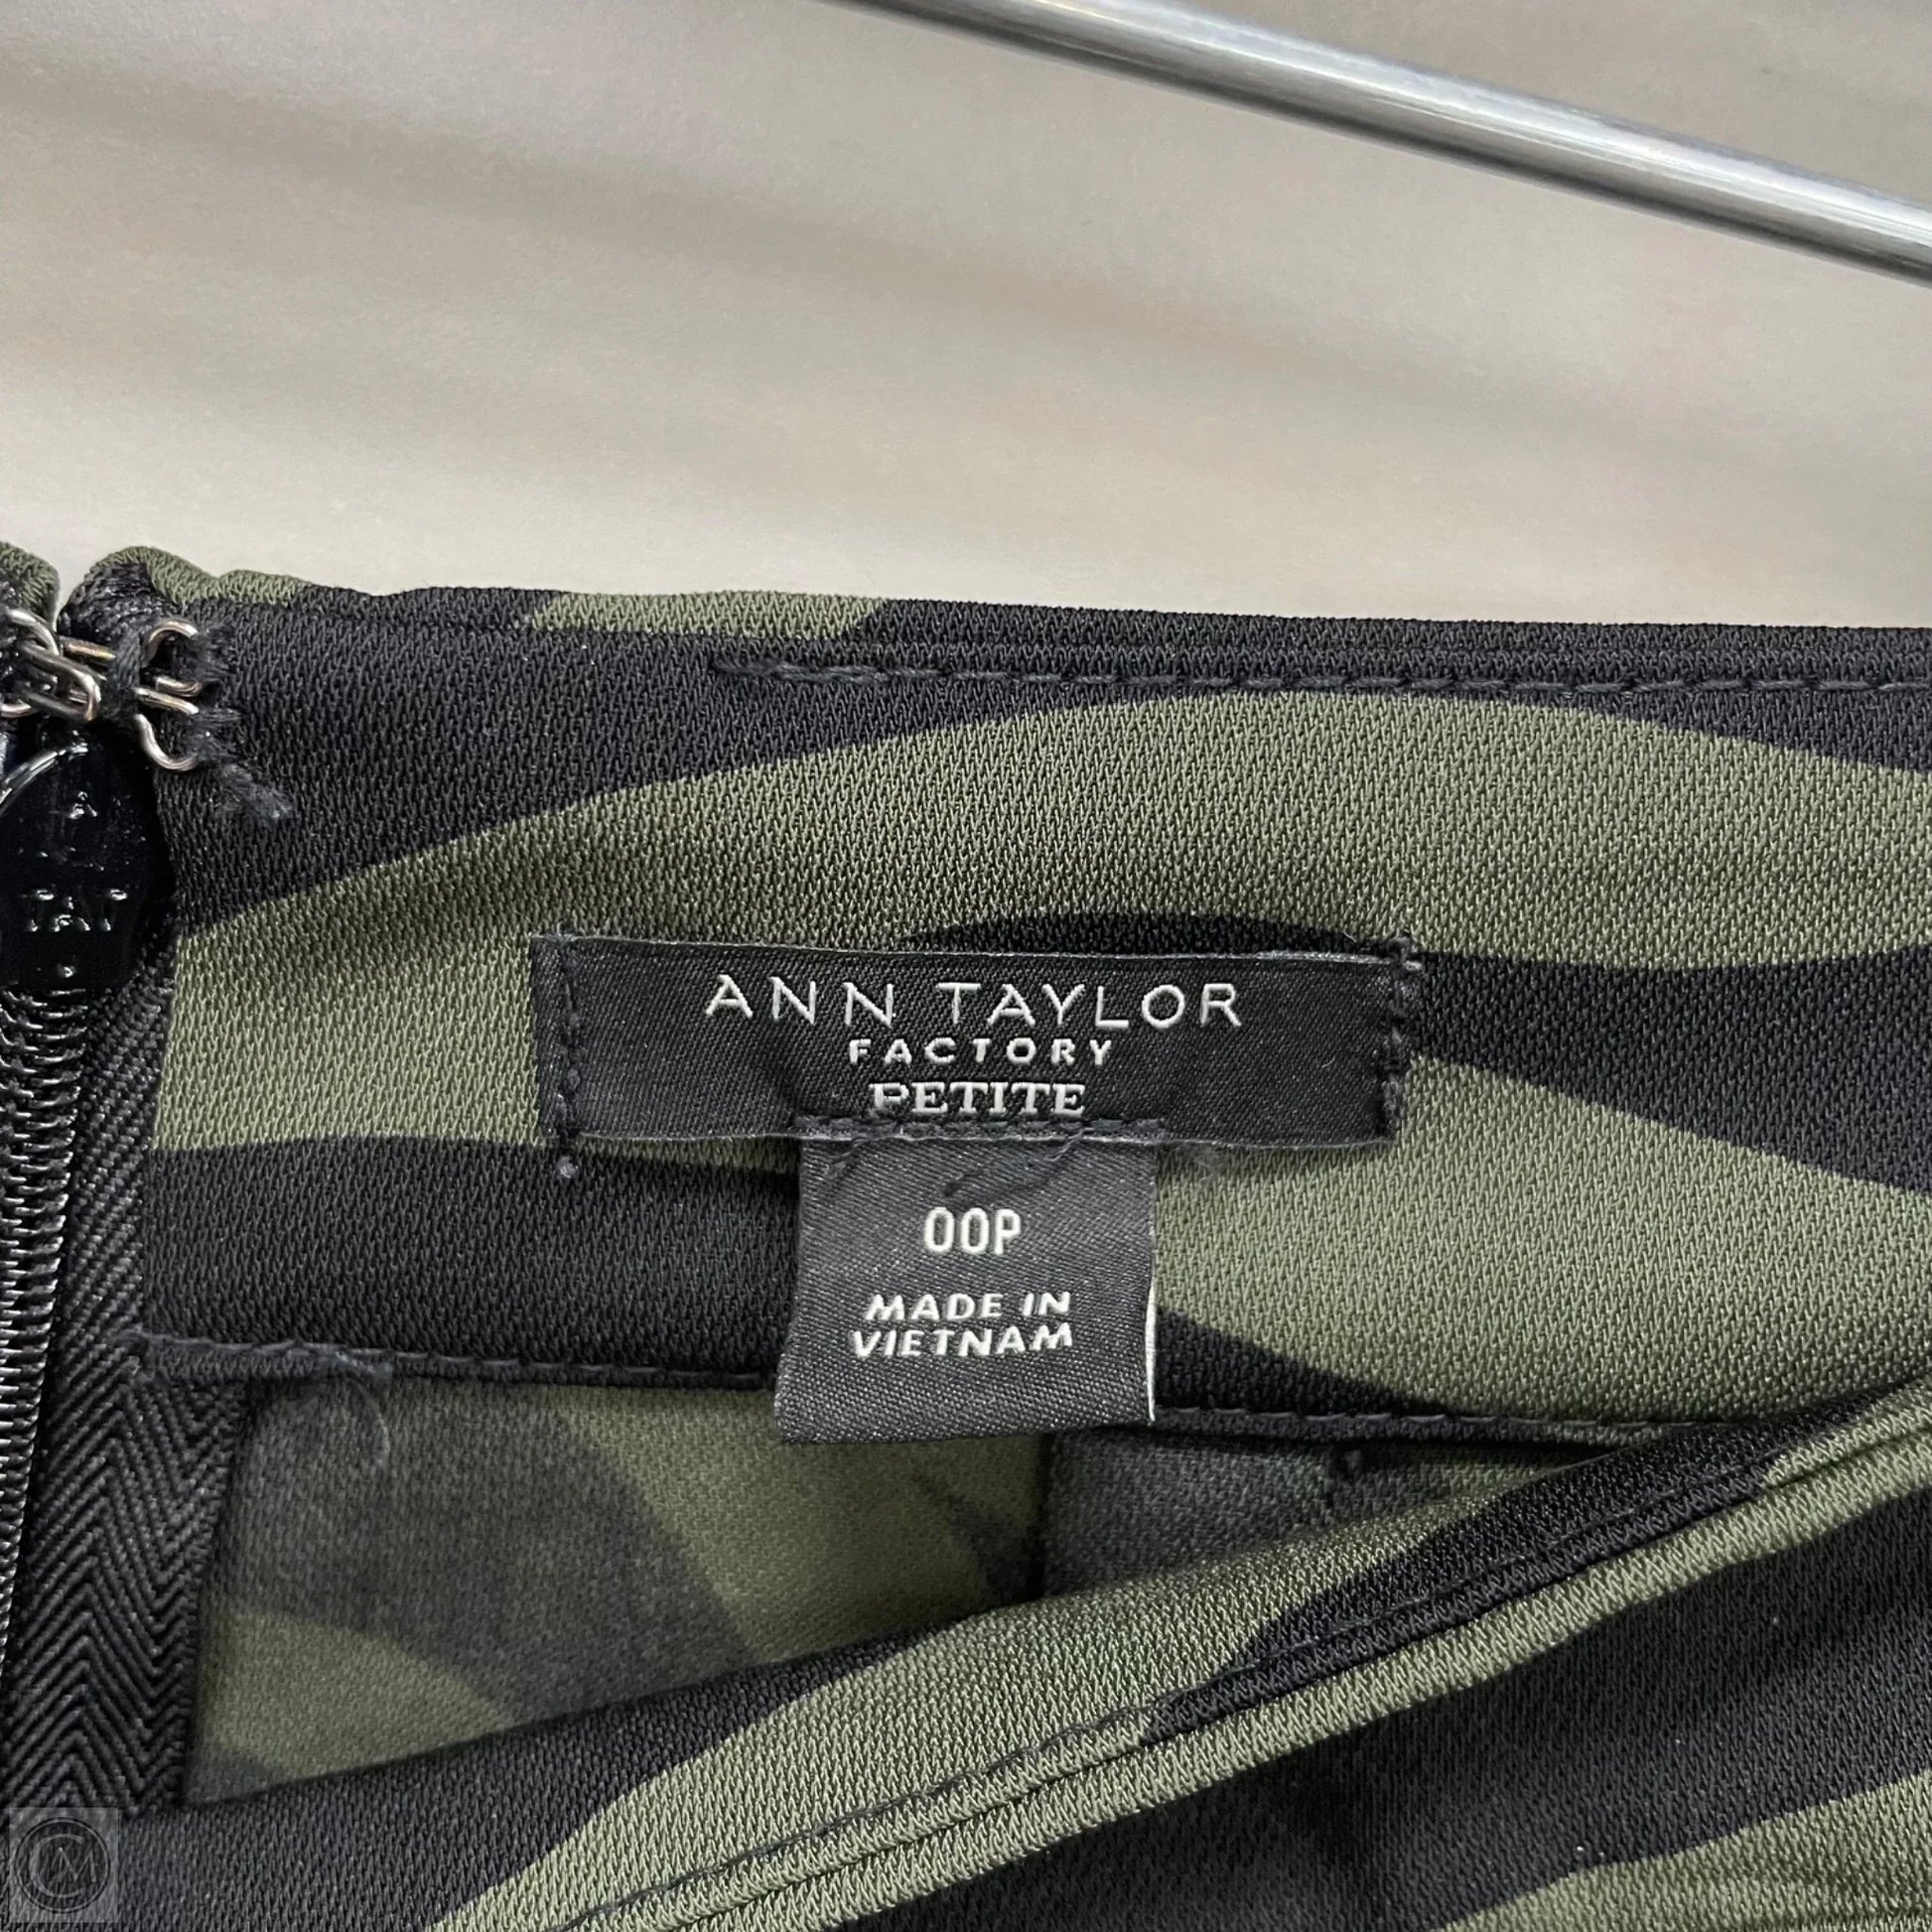 ANN TAYLOR
FACTORY
PETITE
00P
MADE IN
VIETNAM